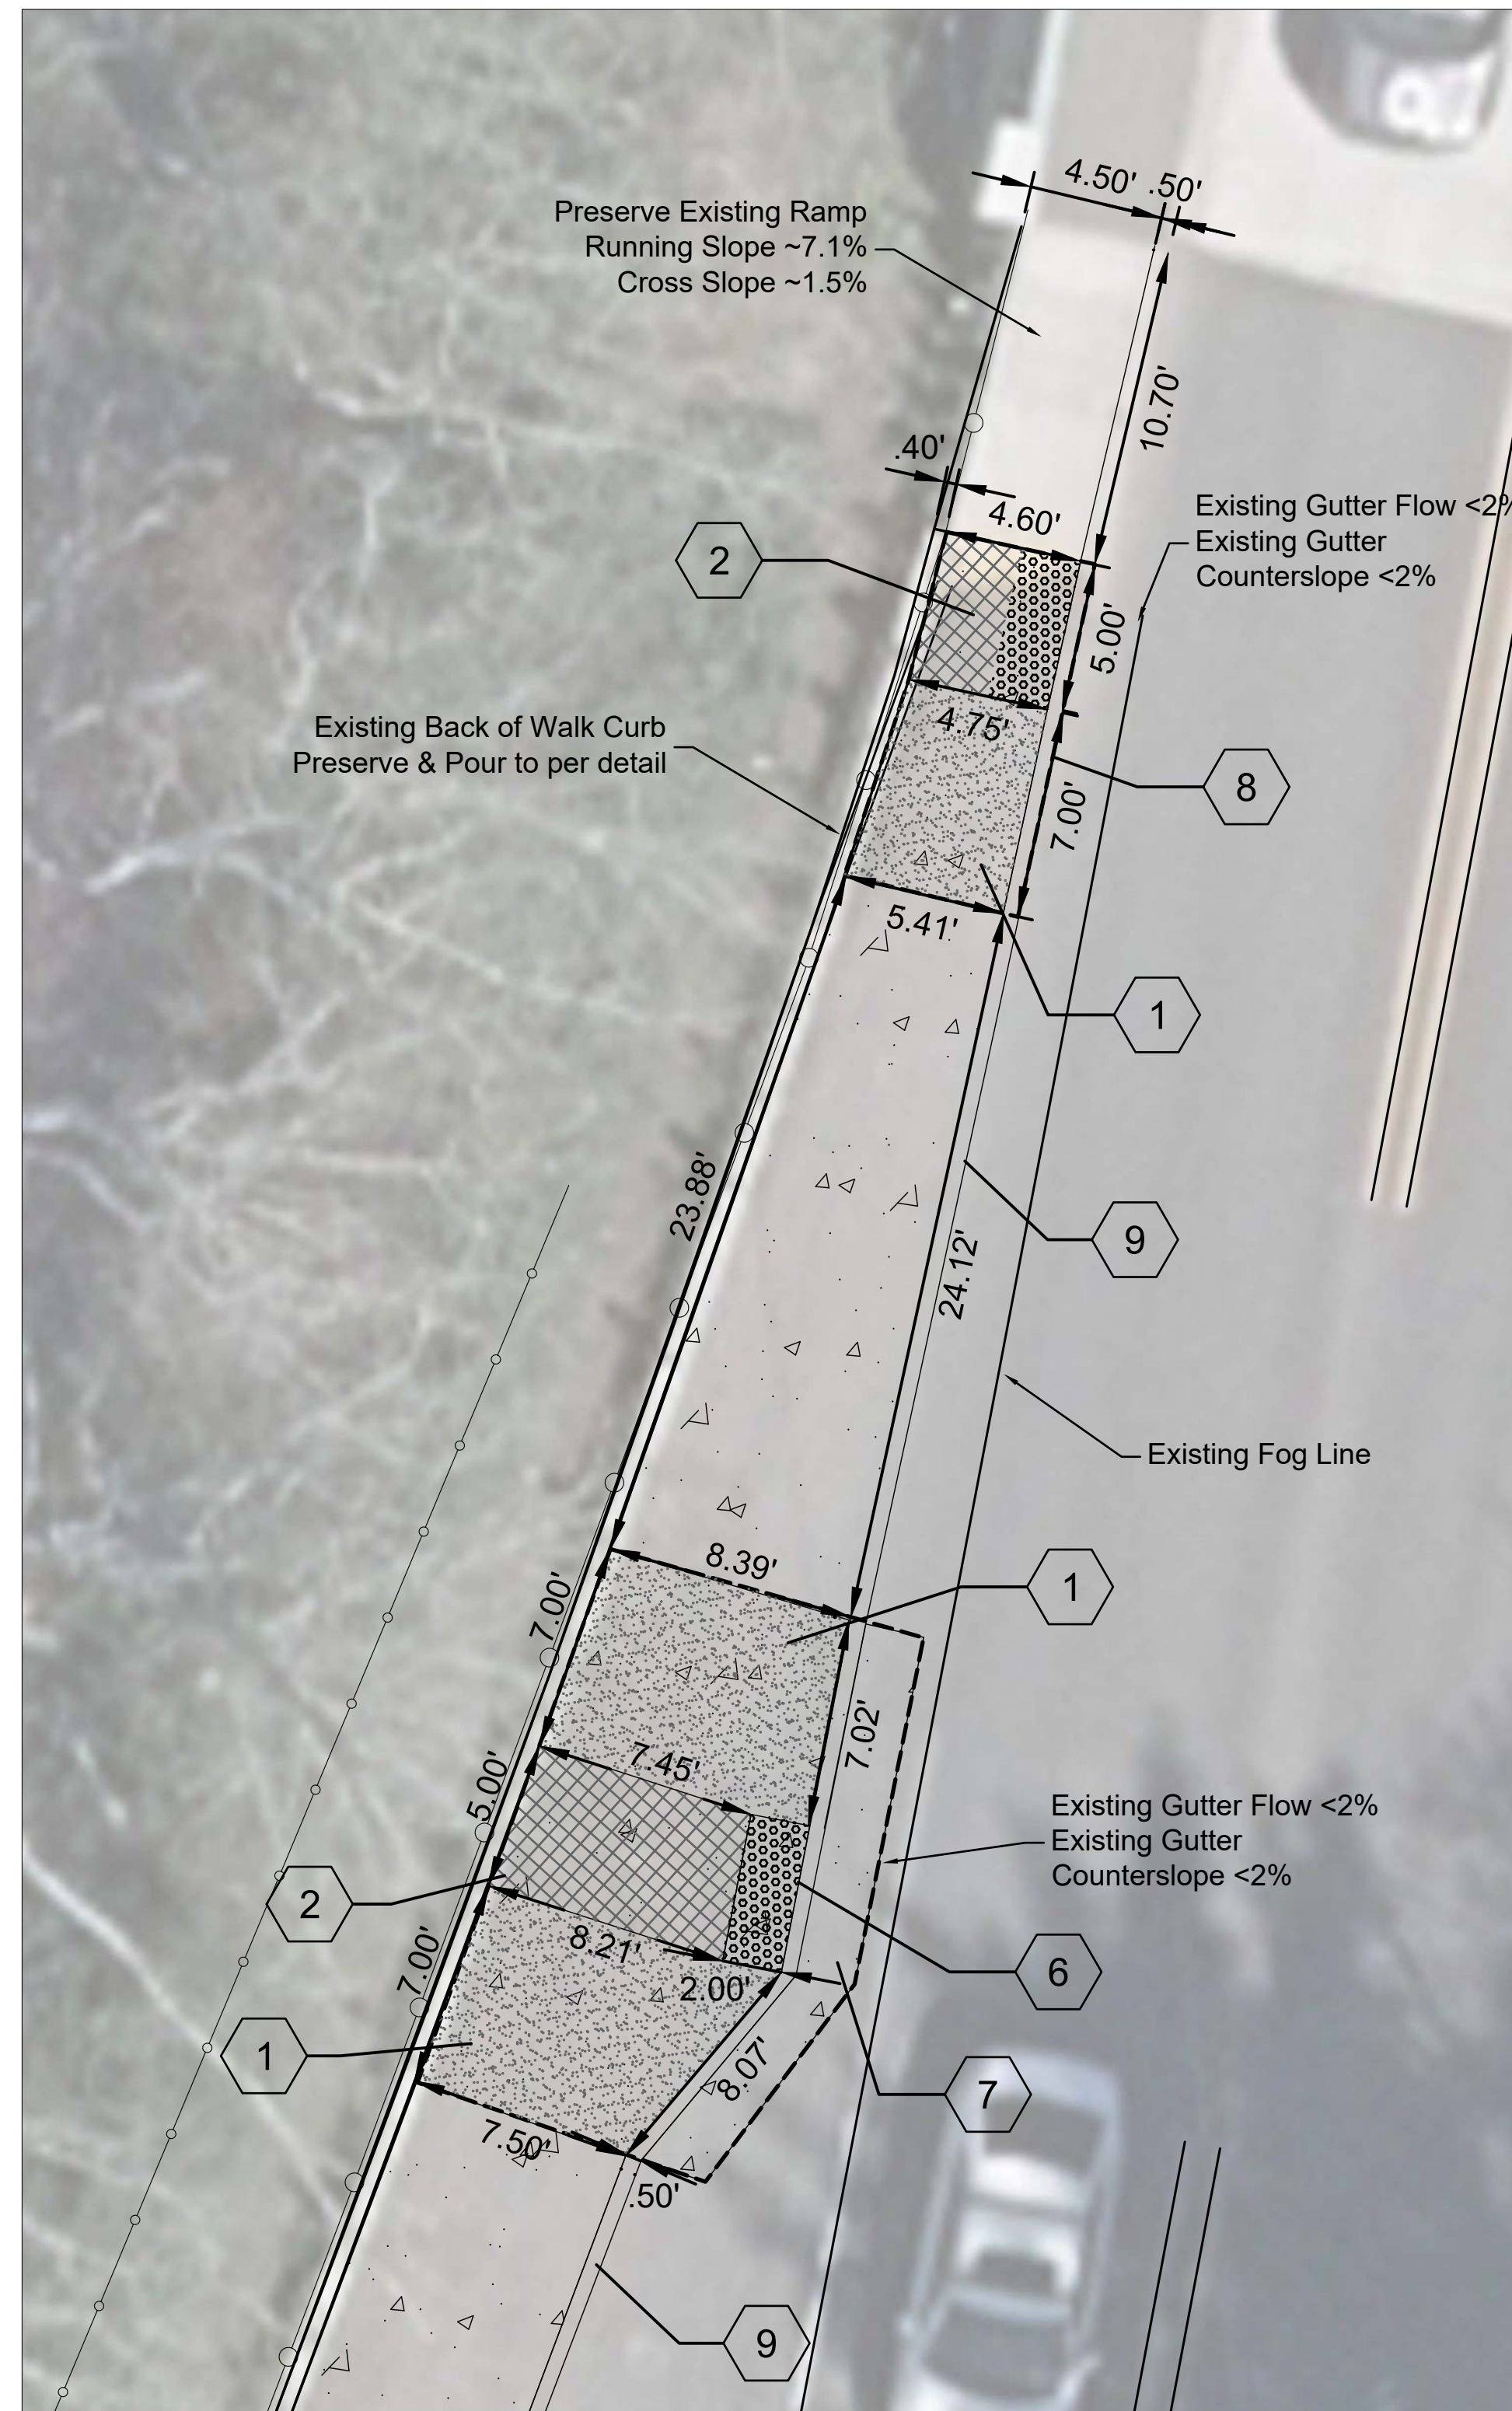 4.50' .50'
Preserve Existing Ramp
Running Slope ~7.1%
Cross Slope ~1.5%
10.70'
.40'
4.60'
Existing Gutter Flow <2%
Existing Gutter
Counterslope <2%
2
5.00'
Existing Back of Walk Curb
Preserve & Pour to per detail
4.75'
8
7.00'
5.41'
1
23.88'
9
24.12'
Existing Fog Line
8.39'
1
7.00'
7.02'
7.45'
5.00'
Existing Gutter Flow <2%
Existing Gutter
Counterslope <2%
2
8.21'
7.00'
6
2.00'
1
8.07'
7
7.50'
.50'
9